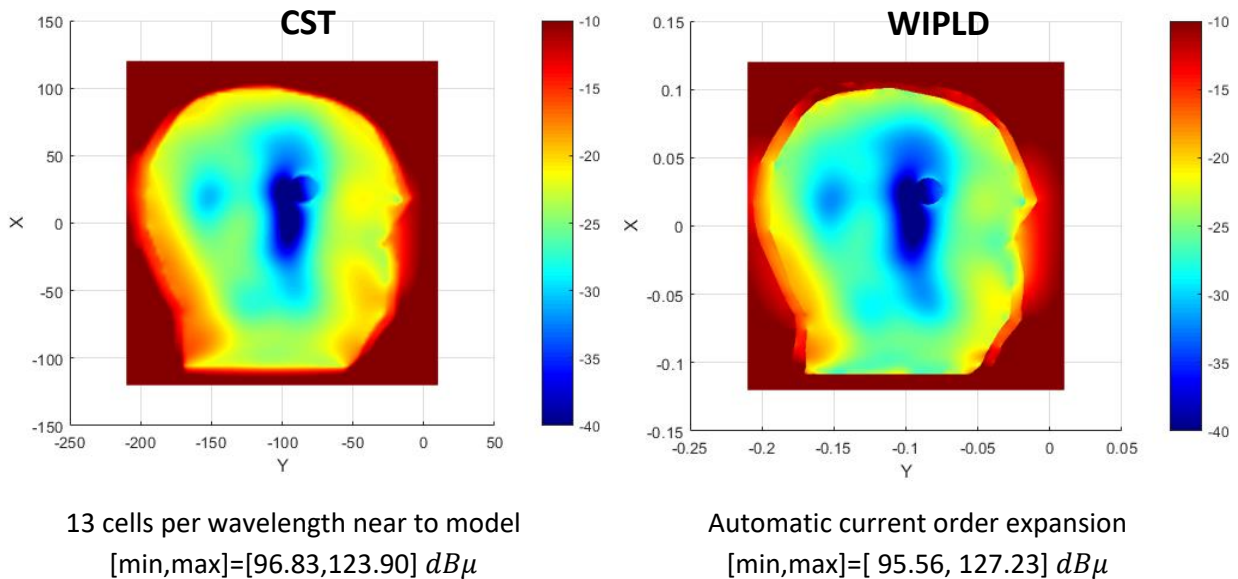 CST
WIPLD
150
100
50
0
-50
-100
-150
X
-250 -200 -150 -100 -50 0 50
Y
-10
-15
-20
-25
-30
-35
-40
0.15
0.1
0.05
0
-0.05
-0.1
-0.15
X
-0.25 -0.2 -0.15 -0.1 -0.05 0 0.05
Y
-10
-15
-20
-25
-30
-35
-40
13 cells per wavelength near to model
[min,max]=[96.83,123.90] dBμ
Automatic current order expansion
[min,max]=[ 95.56, 127.23] dBμ